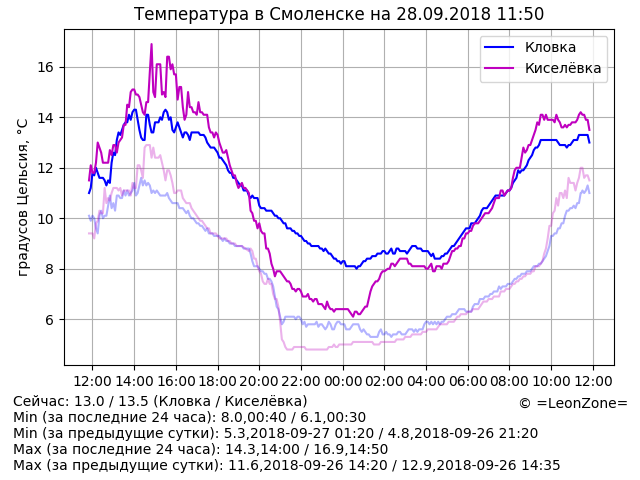 Температура в Смоленске на 28.09.2018 11:50
Кловка
Киселёвка
градусов Цельсия, °C
16
14
12
10
8
6
12:00 14:00 16:00 18:00 20:00 22:00 00:00 02:00 04:00 06:00 08:00 10:00 12:00
Сейчас: 13.0 / 13.5 (Кловка / Киселёвка)
© =LeonZone=
Min (за последние 24 часа): 8.0,00:40 / 6.1,00:30
Min (за предыдущие сутки): 5.3,2018-09-27 01:20 / 4.8,2018-09-26 21:20
Max (за последние 24 часа): 14.3,14:00 / 16.9,14:50
Max (за предыдущие сутки): 11.6,2018-09-26 14:20 / 12.9,2018-09-26 14:35